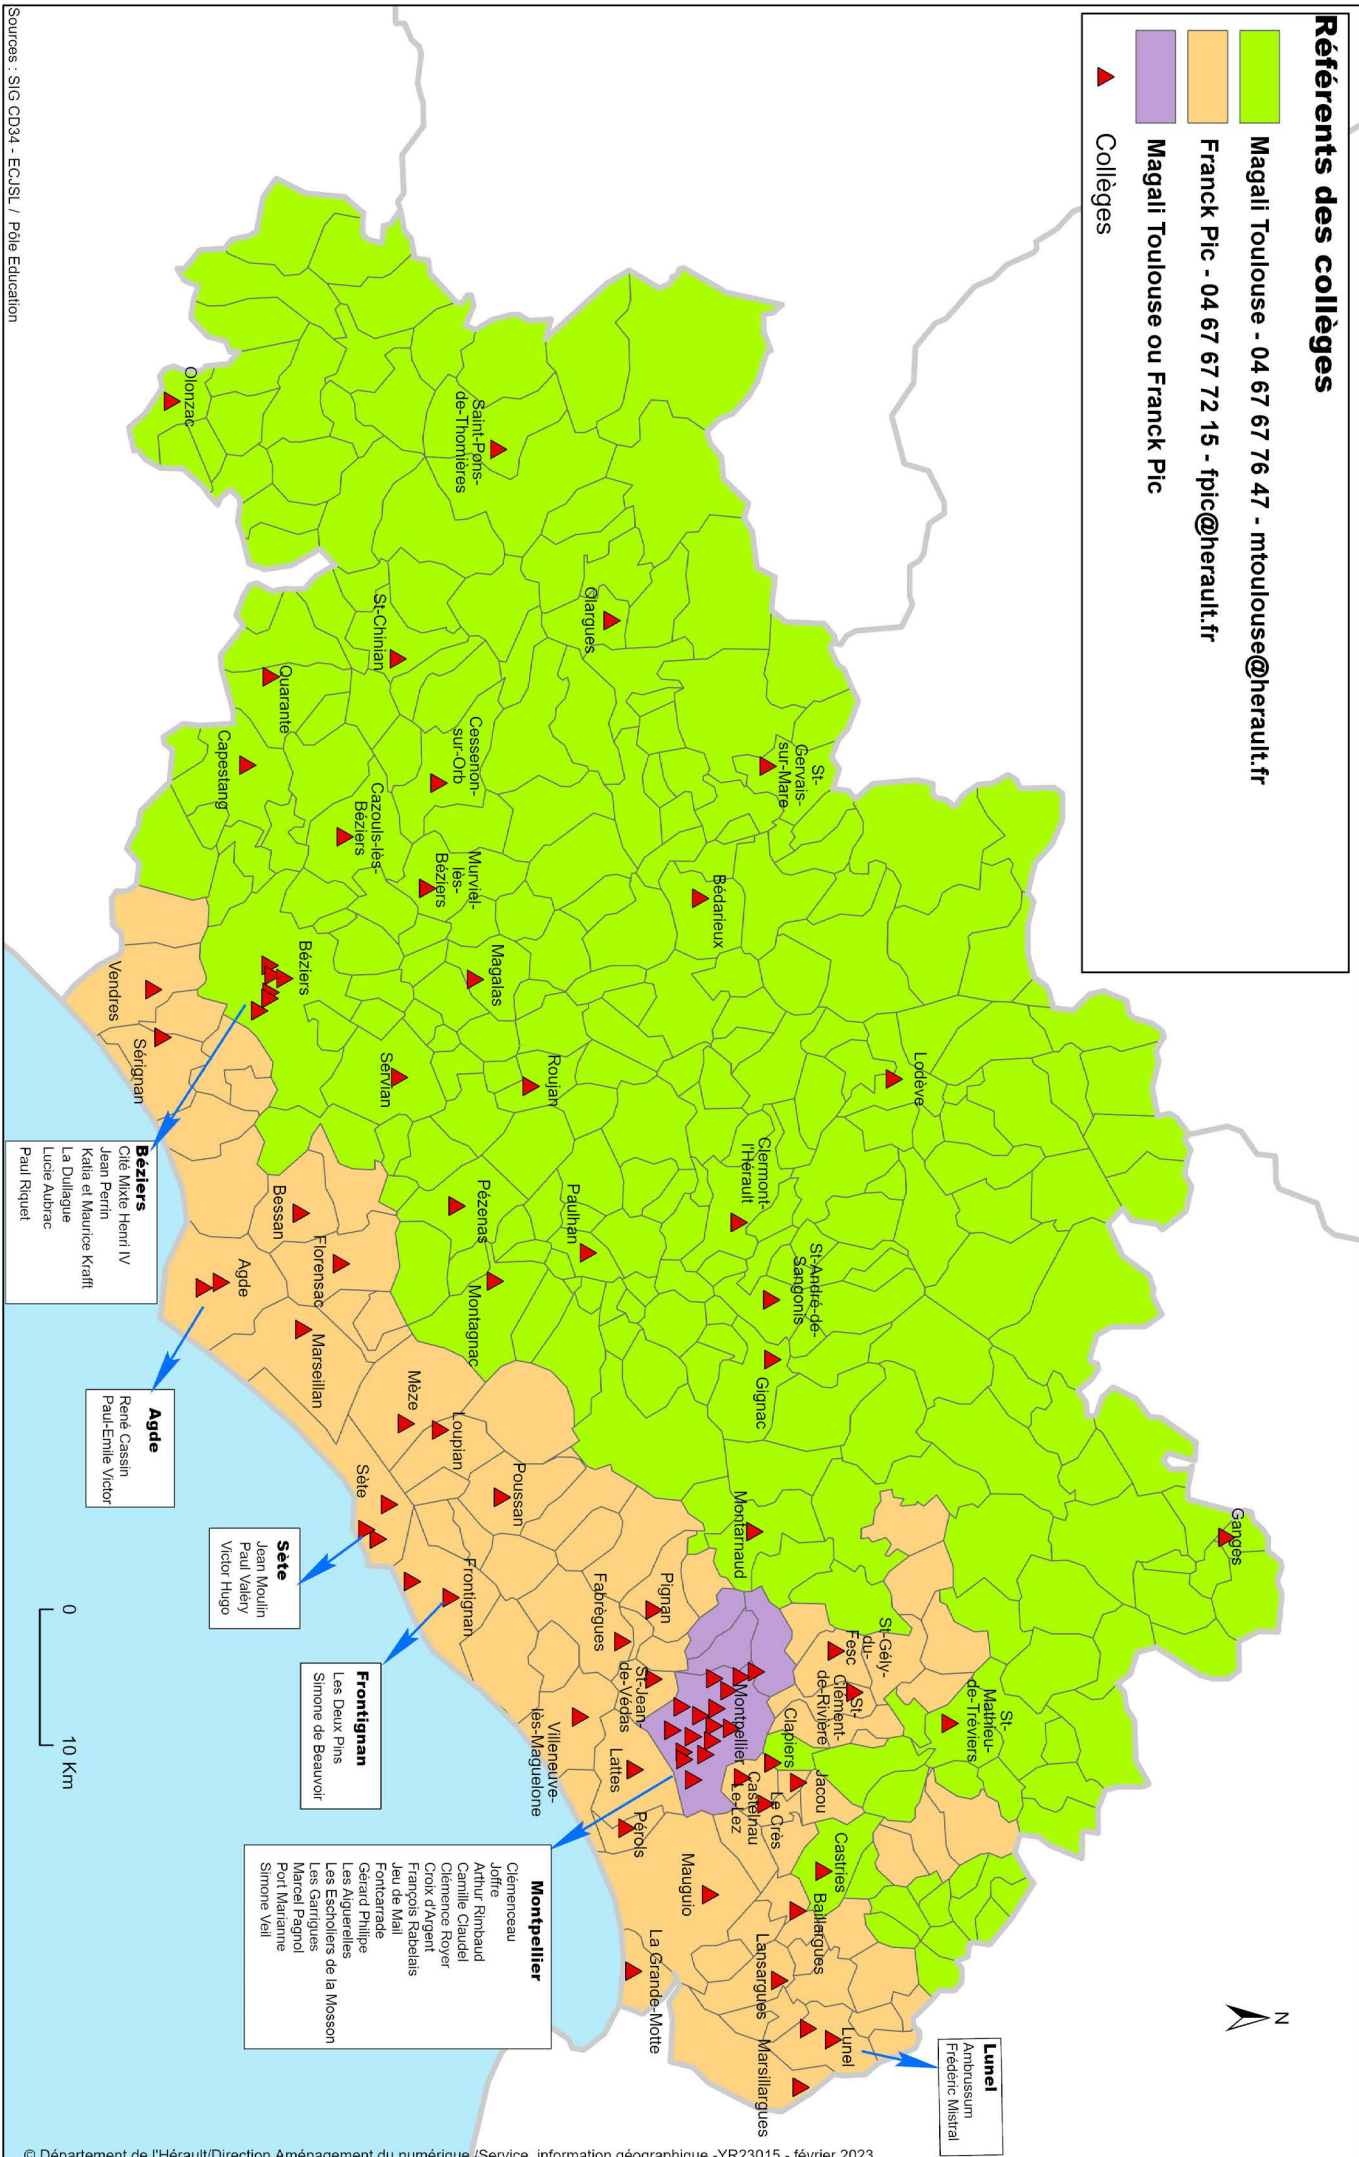 Référents des collèges
Magali Toulouse - 04 67 67 76 47 - mtoulouse@herault.fr
Franck Pic - 04 67 67 72 15 - fpic@herault.fr
Magali Toulouse ou Franck Pic
Collèges
N
Ganges
Lodève
St-
Mathieu-
de-Tréviers
St-
Gervais-
sur-Mare
Bédarieux
Clermont-
l'Hérault
St-André-de-
Sangonis
Gignac
Montarnaud
St-Gély-
du-
Fesc
St-
Clément-
de-Rivière
Clapiers
Jacou
Le Crès
Castelnau
Le-Lez
Castries
Baillargues
Lansargues
Lunel
Marsillargues
Lunel
Ambrussum
Frédéric Mistral
Montpellier
Mauguio
La Grande-Motte
Pérols
Lattes
St-Jean-
de-Védas
Pignan
Fabrègues
Villeneuve-
lès-Maguelone
Olargues
Saint-Pons-
de-Thomières
St-Chinian
Cessenon-
sur-Orb
Murviel-
lès-
Béziers
Cazouls-lès-
Béziers
Magalas
Roujan
Paulhan
Pézenas
Montagnac
Servian
Poussan
Loupian
Mèze
Sète
Frontignan
Olonzac
Quarante
Capestang
Béziers
Vendres
Sérignan
Bessan
Florensac
Agde
Marseillan
Béziers
Cité Mixte Henri IV
Jean Perrin
Katia et Maurice Krafft
La Dullague
Lucie Aubrac
Paul Riquet
Agde
René Cassin
Paul-Emile Victor
Sète
Jean Moulin
Paul Valéry
Victor Hugo
Frontignan
Les Deux Pins
Simone de Beauvoir
Montpellier
Clémenceau
Joffre
Arthur Rimbaud
Camille Claudel
Clémence Royer
Croix d'Argent
François Rabelais
Jeu de Mail
Fontcarrade
Gérard Philipe
Les Aiguerelles
Les Escholiers de la Mosson
Les Garrigues
Marcel Pagnol
Port Marianne
Simone Veil
0 10 Km
Sources : SIG CD34 - ECJSL / Pôle Education
© Département de l'Hérault/Direction Aménagement du numérique /Service information géographique -YR23015 - février 2023